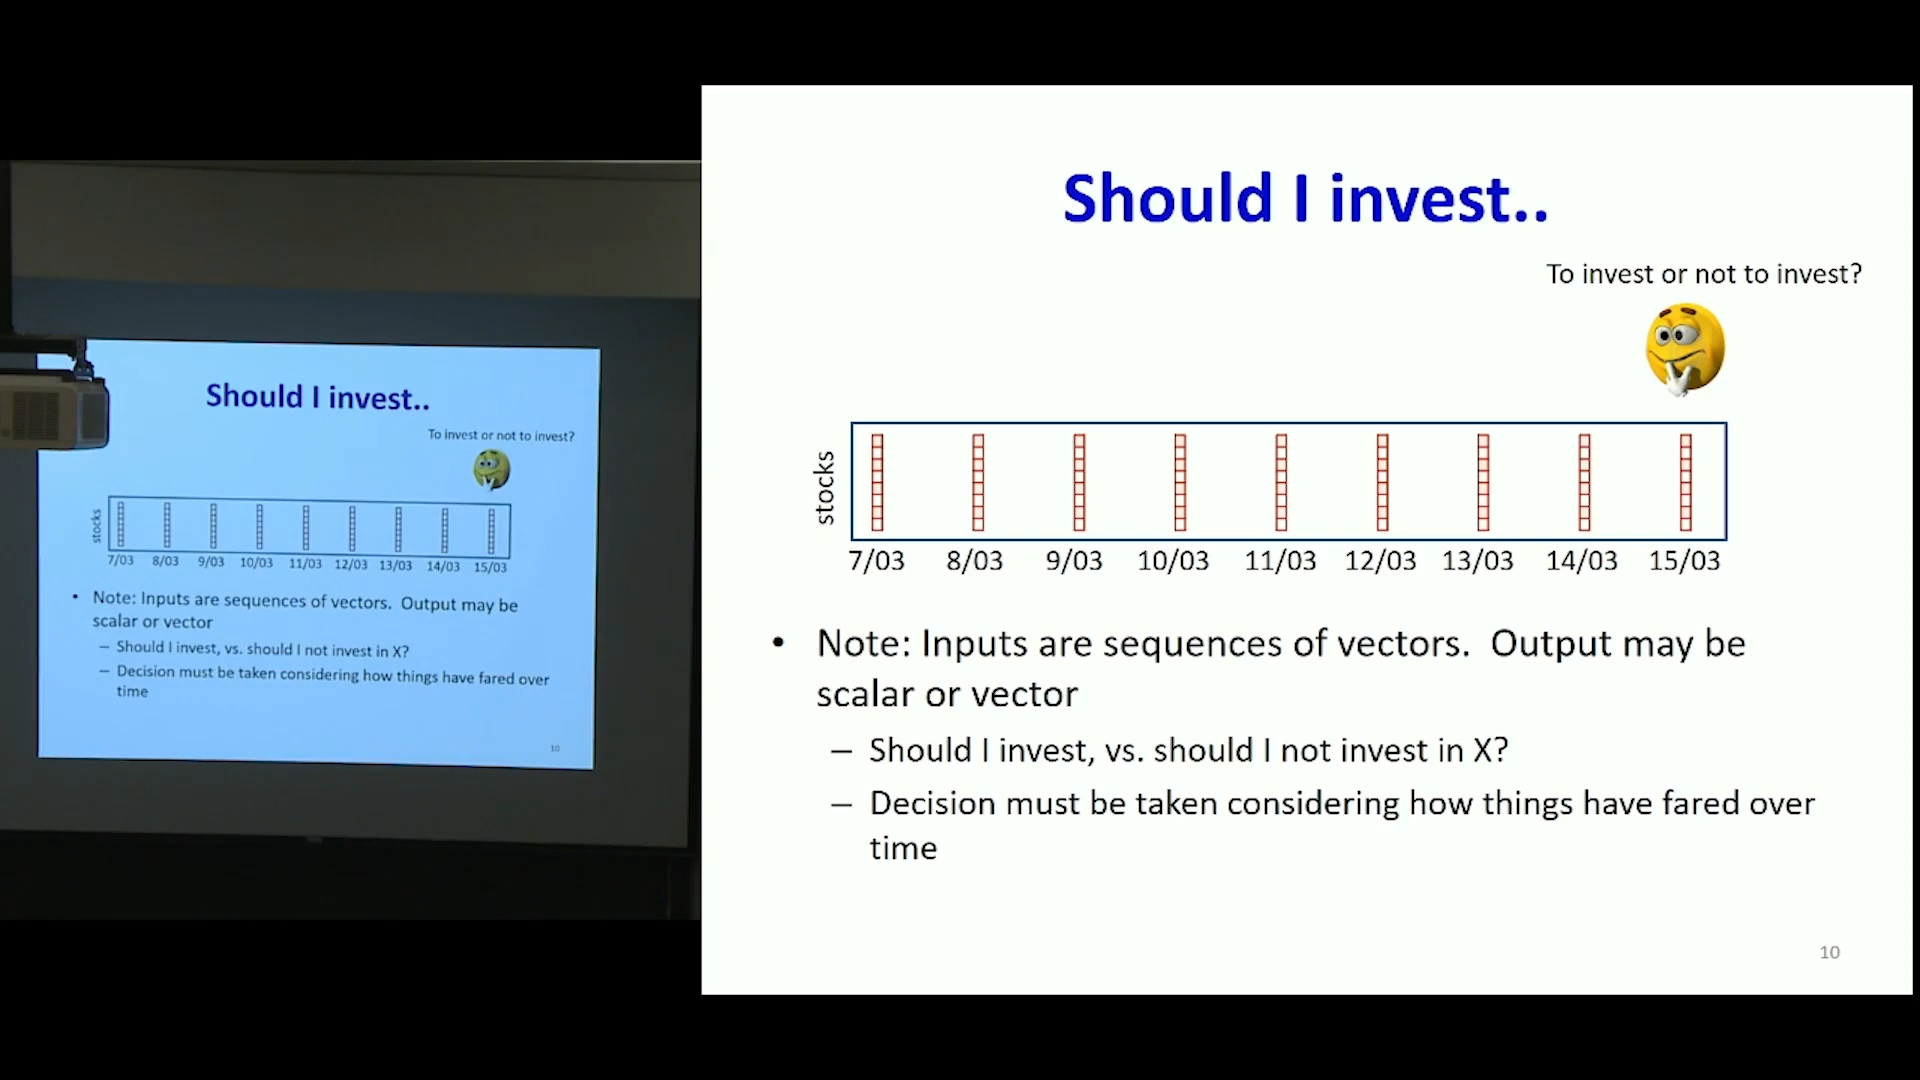 Should I invest..
To invest or not to invest?
stocks
7/03 8/03 9/03 10/03 11/03 12/03 13/03 14/03 15/03
• Note: Inputs are sequences of vectors. Output may be
scalar or vector
– Should I invest, vs. should I not invest in X?
– Decision must be taken considering how things have fared over
time
10
Should I invest..
To invest or not to invest?
stocks
7/03 8/03 9/03 10/03 11/03 12/03 13/03 14/03 15/03
• Note: Inputs are sequences of vectors. Output may be
scalar or vector
– Should I invest, vs. should I not invest in X?
– Decision must be taken considering how things have fared over
time
10